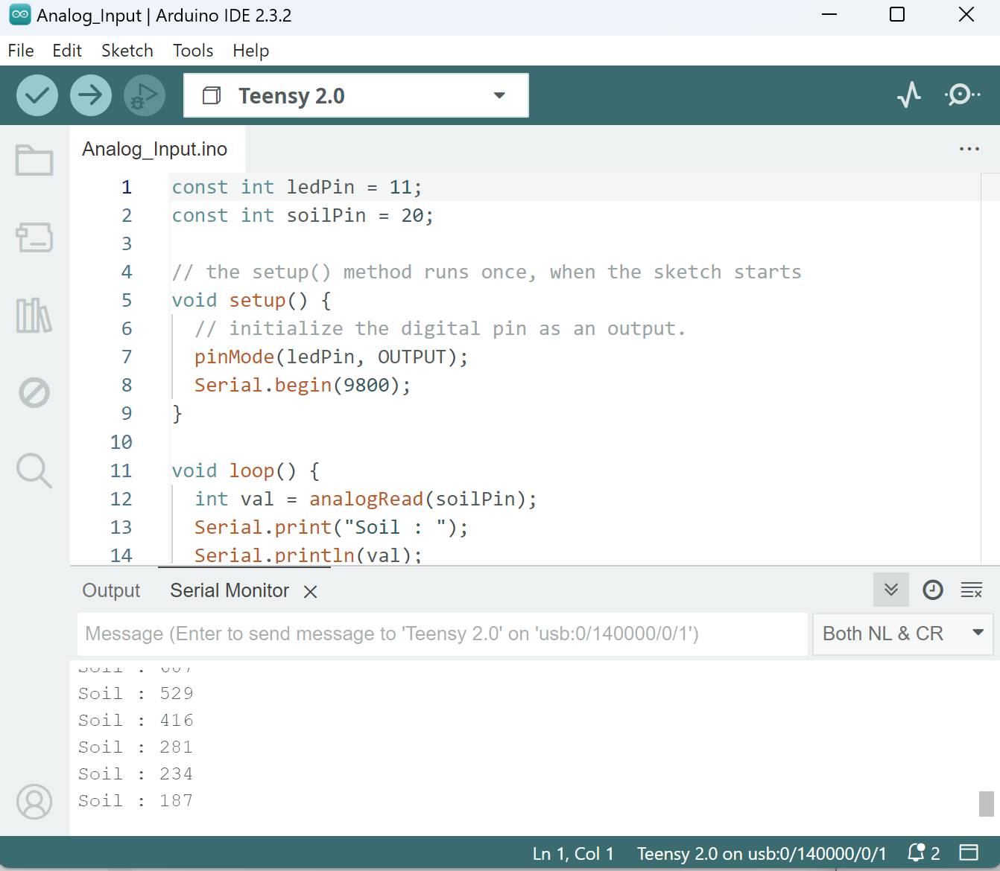 Analog_Input | Arduino IDE 2.3.2
File Edit Sketch Tools Help
Teensy 2.0
Analog_Input.ino
1 const int ledPin = 11;
2 const int soilPin = 20;
3
4 // the setup() method runs once, when the sketch starts
5 void setup() {
6 // initialize the digital pin as an output.
7 pinMode(ledPin, OUTPUT);
8 Serial.begin(9800);
9 }
10
11 void loop() {
12 int val = analogRead(soilPin);
13 Serial.print("Soil : ");
14 Serial.println(val);
Output Serial Monitor
Message (Enter to send message to 'Teensy 2.0' on 'usb:0/140000/0/1')
Both NL & CR
Soil :
Soil : 529
Soil : 416
Soil : 281
Soil : 234
Soil : 187
Ln 1, Col 1 Teensy 2.0 on usb:0/140000/0/1 2